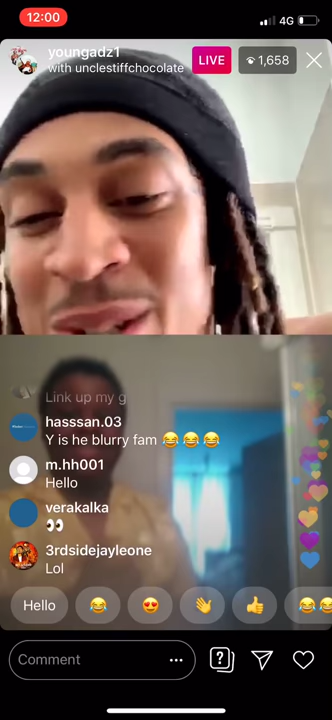 12:00
4G
youngadz1
with unclestiffchocolate
LIVE
1,658
Link up my g
hasssan.03
Y is he blurry fam 😂😂😂
m.hh001
Hello
verakalka
👀
3rdsidejayleone
Lol
Hello
Comment